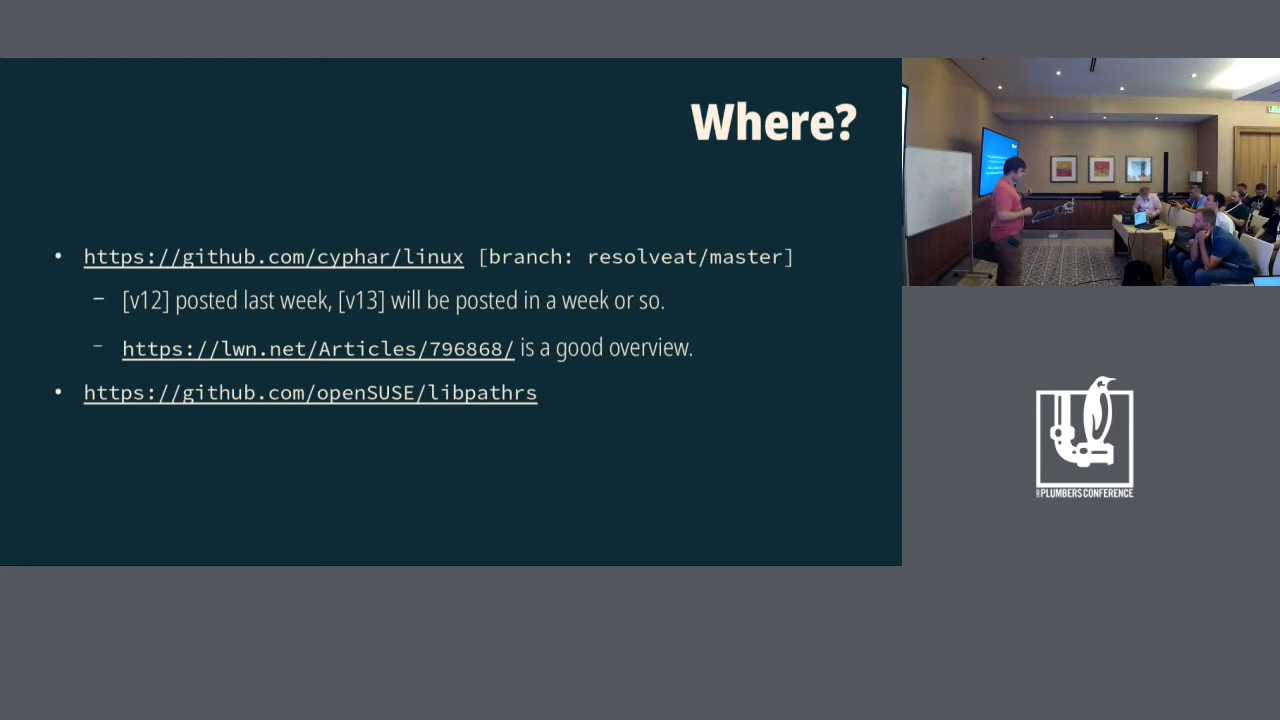 Where?
• https://github.com/cyphar/linux [branch: resolveat/master]
– [v12] posted last week, [v13] will be posted in a week or so.
– https://lwn.net/Articles/796868/ is a good overview.
• https://github.com/openSUSE/libpathrs
PLUMBERS CONFERENCE